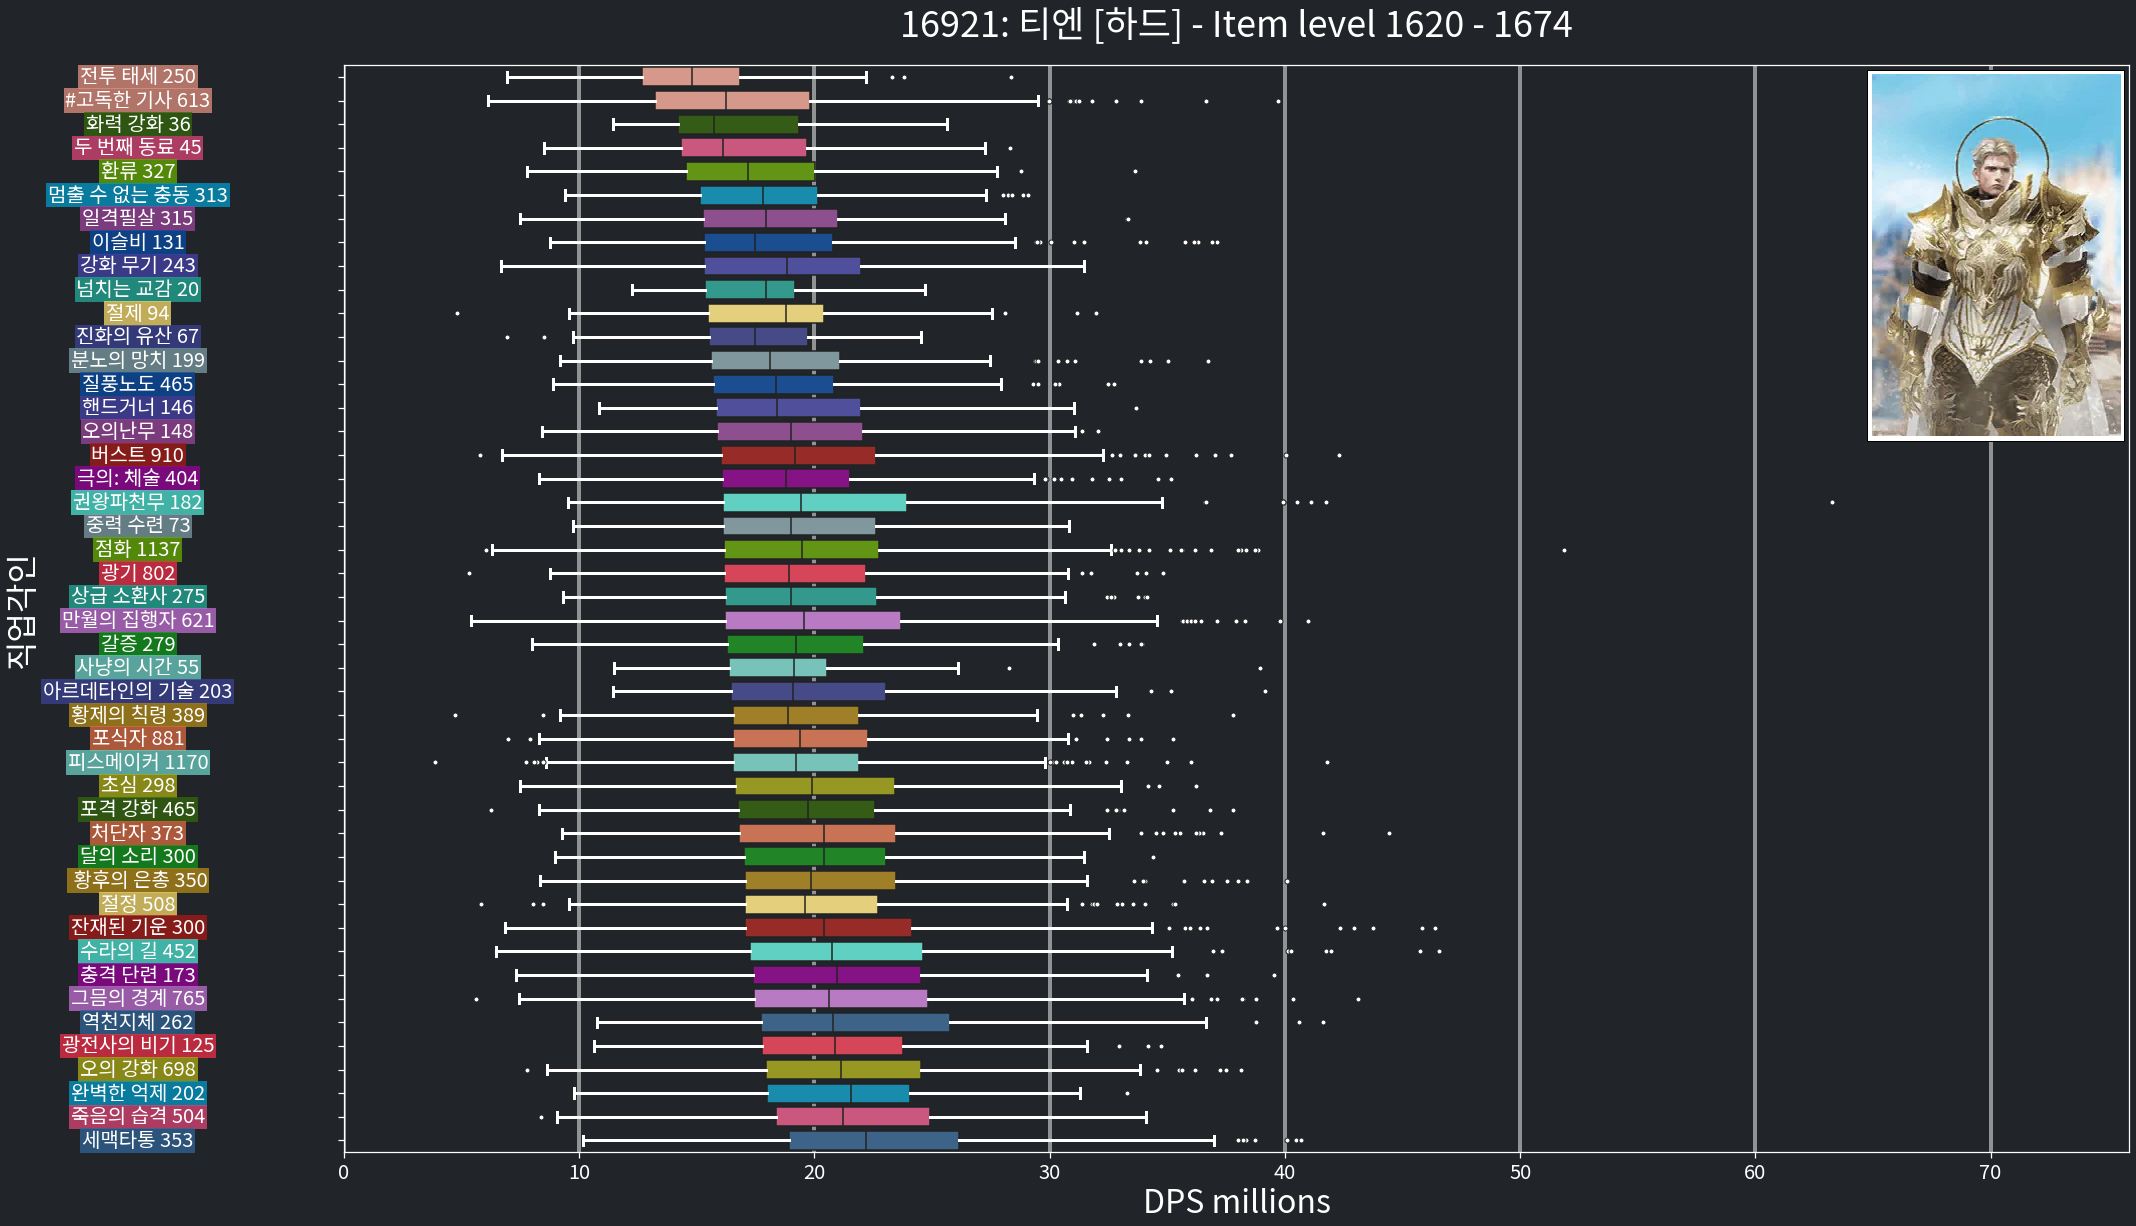 16921: 티엔 [하드] - Item level 1620 - 1674
전투 태세 250
#고독한 기사 613
화력 강화 36
두 번째 동료 45
환류 327
멈출 수 없는 충동 313
일격필살 315
이슬비 131
강화 무기 243
넘치는 교감 20
절제 94
진화의 유산 67
분노의 망치 199
질풍노도 465
핸드거너 146
오의난무 148
버스트 910
극의: 체술 404
권왕파천무 182
중력 수련 73
점화 1137
광기 802
상급 소환사 275
만월의 집행자 621
갈증 279
사냥의 시간 55
아르데타인의 기술 203
황제의 칙령 389
포식자 881
피스메이커 1170
초심 298
포격 강화 465
처단자 373
달의 소리 300
황후의 은총 350
절정 508
잔재된 기운 300
수라의 길 452
충격 단련 173
그믐의 경계 765
역천지체 262
광전사의 비기 125
오의 강화 698
완벽한 억제 202
죽음의 습격 504
세맥타통 353
직업각인
0 10 20 30 40 50 60 70
DPS millions